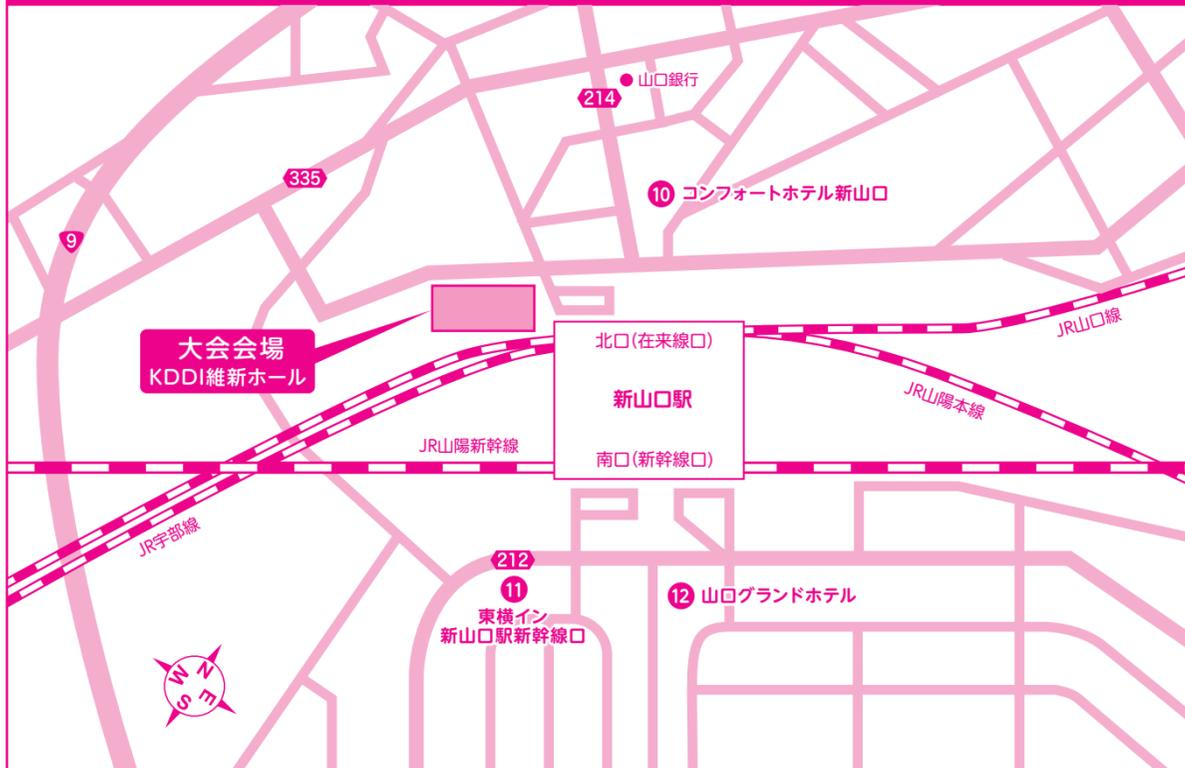 山口銀行
214
335
⑩ コンフォートホテル新山口
9
大会会場
KDDI維新ホール
北口(在来線口)
新山口駅
南口(新幹線口)
JR山口線
JR山陽本線
JR山陽新幹線
JR宇部線
212
⑪
東横イン
新山口駅新幹線口
⑫ 山口グランドホテル
N
W
E
S